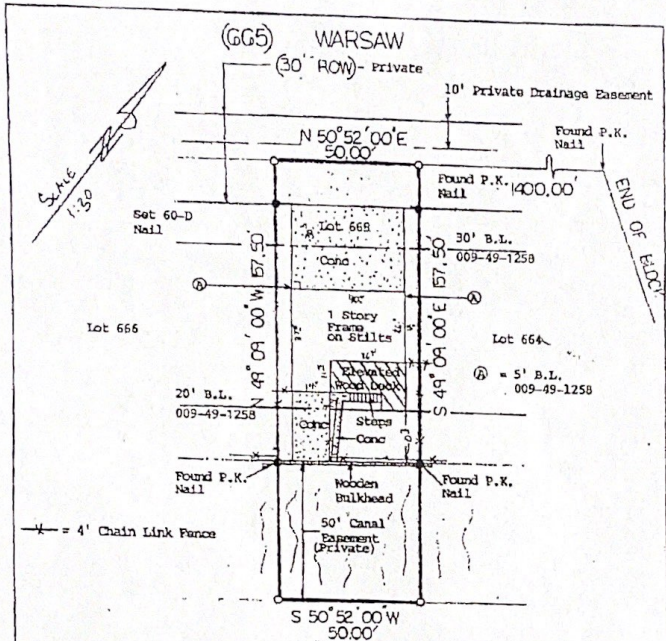 (665) WARSAW
(30' ROW)- Private
10' Private Drainage Easement
N 50°52'00"E
50.00'
Found P.K.
Nail
Found P.K.
Nail
1400.00'
END OF BLOCK
SCALE
1:30
Set 60-D
Nail
Lot 665
Conc
30' B.L.
009-49-1258
N 49°09'00"W 157.50'
S 49°09'00"E 157.50'
Ⓐ
Ⓐ
1 Story
Frame
on Stilts
Lot 666
Lot 664
Ⓐ = 5' B.L.
009-49-1258
Elevated
Wood Deck
20' B.L.
009-49-1258
Conc
Steps
Conc
Found P.K.
Nail
Found P.K.
Nail
Wooden
Bulkhead
= 4' Chain Link Fence
50' Canal
Easement
(Private)
S 50°52'00"W
50.00'